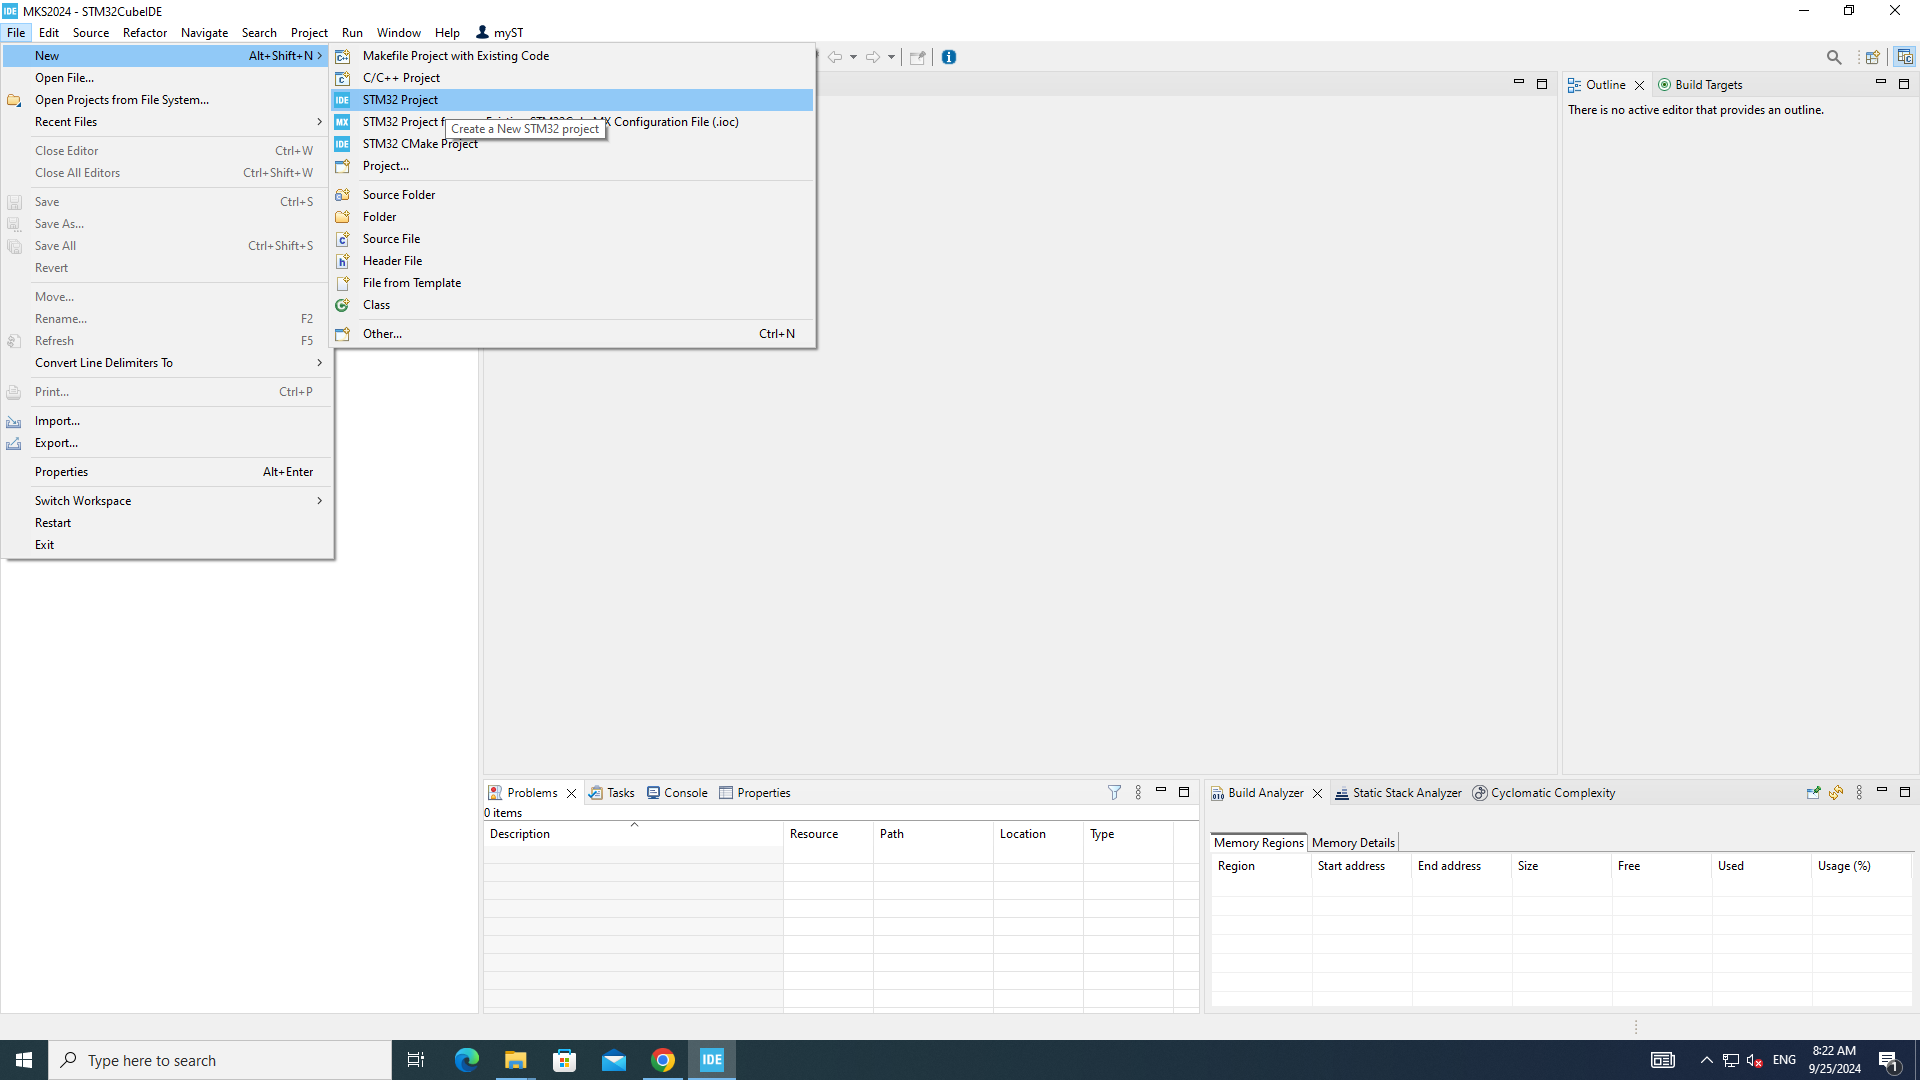 MKS2024 - STM32CubeIDE
File Edit Source Refactor Navigate Search Project Run Window Help myST
New Alt+Shift+N
Open File...
Open Projects from File System...
Recent Files
Close Editor Ctrl+W
Close All Editors Ctrl+Shift+W
Save Ctrl+S
Save As...
Save All Ctrl+Shift+S
Revert
Move...
Rename... F2
Refresh F5
Convert Line Delimiters To
Print... Ctrl+P
Import...
Export...
Properties Alt+Enter
Switch Workspace
Restart
Exit
Makefile Project with Existing Code
C/C++ Project
IDE STM32 Project
MX STM32 Project Configuration File (.ioc)
Create a New STM32 project
IDE STM32 CMake Project
Project...
Source Folder
Folder
Source File
Header File
File from Template
Class
Other... Ctrl+N
Outline Build Targets
There is no active editor that provides an outline.
Problems Tasks Console Properties
0 items
Description Resource Path Location Type
Build Analyzer Static Stack Analyzer Cyclomatic Complexity
Memory Regions Memory Details
Region Start address End address Size Free Used Usage (%)
Type here to search
IDE
ENG
8:22 AM
9/25/2024
1